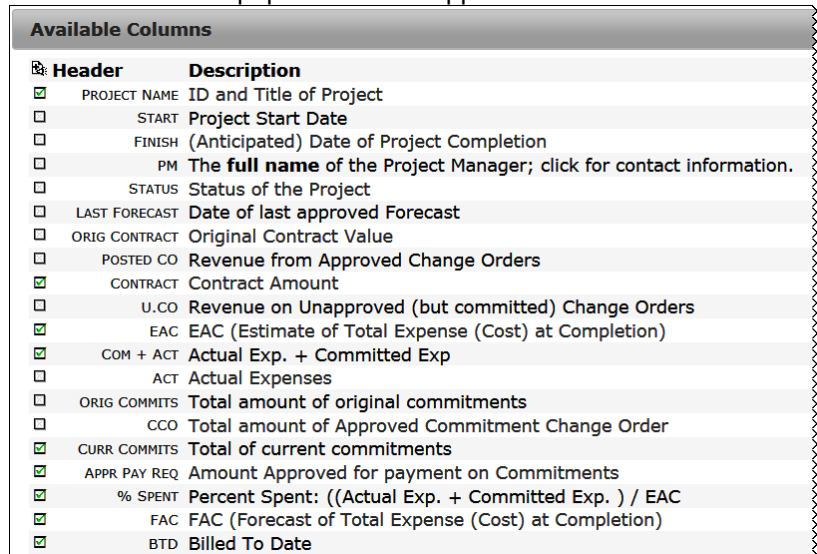 Available Columns
Header Description
PROJECT NAME ID and Title of Project
START Project Start Date
FINISH (Anticipated) Date of Project Completion
PM The full name of the Project Manager; click for contact information.
STATUS Status of the Project
LAST FORECAST Date of last approved Forecast
ORIG CONTRACT Original Contract Value
POSTED CO Revenue from Approved Change Orders
CONTRACT Contract Amount
U.CO Revenue on Unapproved (but committed) Change Orders
EAC EAC (Estimate of Total Expense (Cost) at Completion)
COM + ACT Actual Exp. + Committed Exp
ACT Actual Expenses
ORIG COMMITS Total amount of original commitments
CCO Total amount of Approved Commitment Change Order
CURR COMMITS Total of current commitments
APPR PAY REQ Amount Approved for payment on Commitments
% SPENT Percent Spent: ((Actual Exp. + Committed Exp. ) / EAC
FAC FAC (Forecast of Total Expense (Cost) at Completion)
BTD Billed To Date